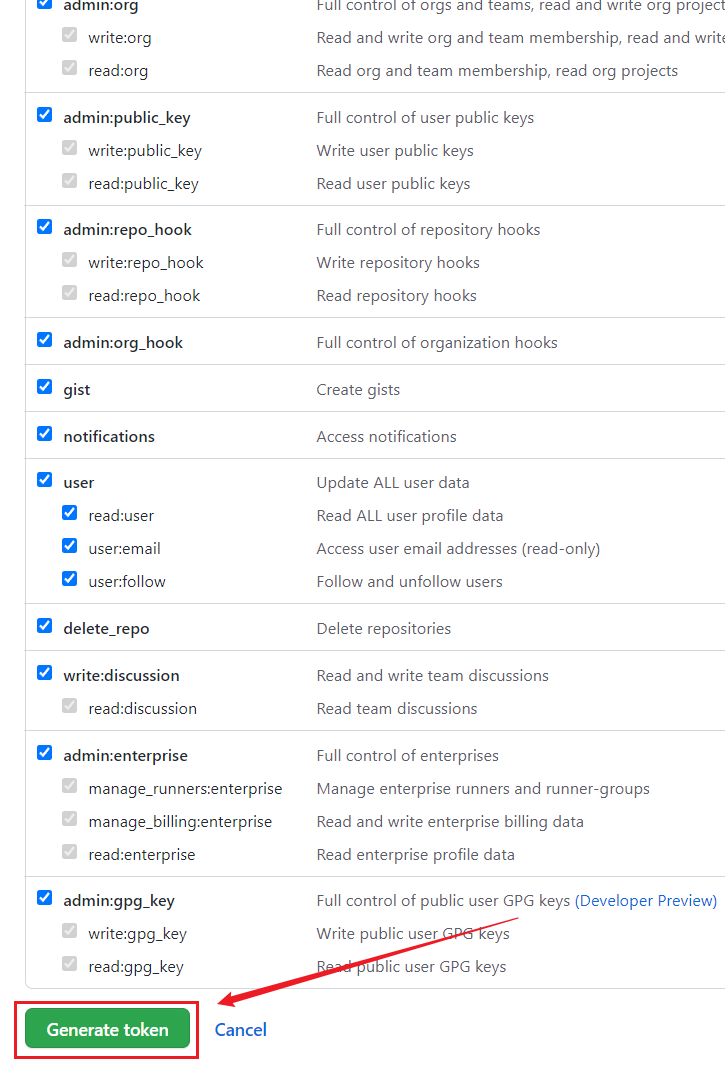 admin:org Full control of orgs and teams, read and write org project
write:org Read and write org and team membership, read and write
read:org Read org and team membership, read org projects
admin:public_key Full control of user public keys
write:public_key Write user public keys
read:public_key Read user public keys
admin:repo_hook Full control of repository hooks
write:repo_hook Write repository hooks
read:repo_hook Read repository hooks
admin:org_hook Full control of organization hooks
gist Create gists
notifications Access notifications
user Update ALL user data
read:user Read ALL user profile data
user:email Access user email addresses (read-only)
user:follow Follow and unfollow users
delete_repo Delete repositories
write:discussion Read and write team discussions
read:discussion Read team discussions
admin:enterprise Full control of enterprises
manage_runners:enterprise Manage enterprise runners and runner-groups
manage_billing:enterprise Read and write enterprise billing data
read:enterprise Read enterprise profile data
admin:gpg_key Full control of public user GPG keys (Developer Preview)
write:gpg_key Write public user GPG keys
read:gpg_key Read public user GPG keys
Generate token Cancel